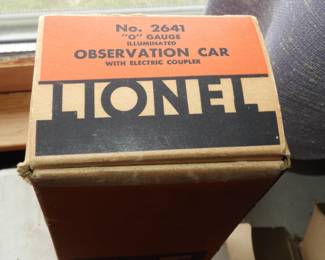 No. 2641
"O" GAUGE
ILLUMINATED
OBSERVATION CAR
WITH ELECTRIC COUPLER
LIONEL